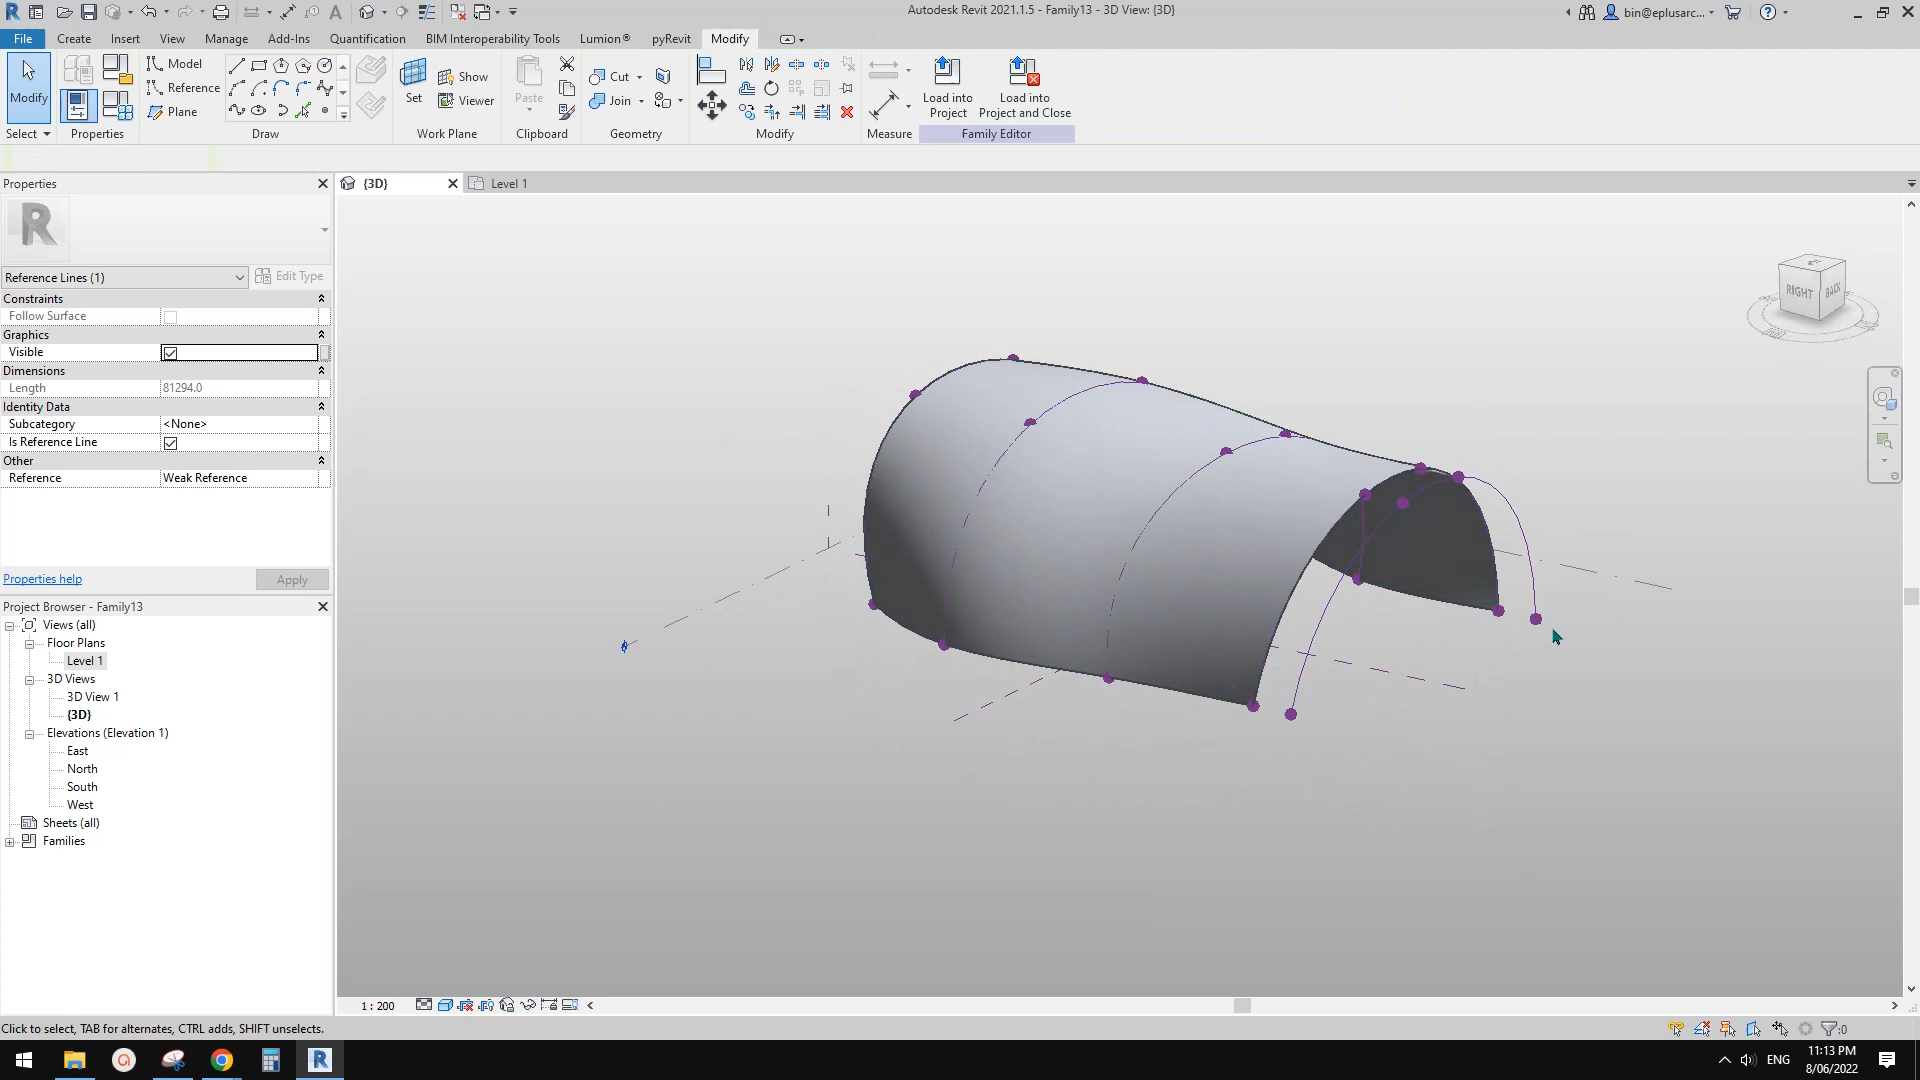 Autodesk Revit 2021.1.5 - Family13 - 3D View: {3D}
bin@eplusarc...
File
Create
Insert
View
Manage
Add-Ins
Quantification
BIM Interoperability Tools
Lumion®
pyRevit
Modify
Modify
Select
Properties
Model
Reference
Plane
Draw
Set
Show
Viewer
Work Plane
Paste
Clipboard
Cut
Join
Geometry
Modify
Measure
Load into
Project
Load into
Project and Close
Family Editor
Properties
{3D}
Level 1
Reference Lines (1)
Edit Type
Constraints
Follow Surface
Graphics
Visible
Dimensions
Length 81294.0
Identity Data
Subcategory <None>
Is Reference Line
Other
Reference Weak Reference
Properties help
Apply
Project Browser - Family13
Views (all)
Floor Plans
Level 1
3D Views
3D View 1
{3D}
Elevations (Elevation 1)
East
North
South
West
Sheets (all)
Families
RIGHT
BACK
1 : 200
Click to select, TAB for alternates, CTRL adds, SHIFT unselects.
:0
ENG
11:13 PM
8/06/2022